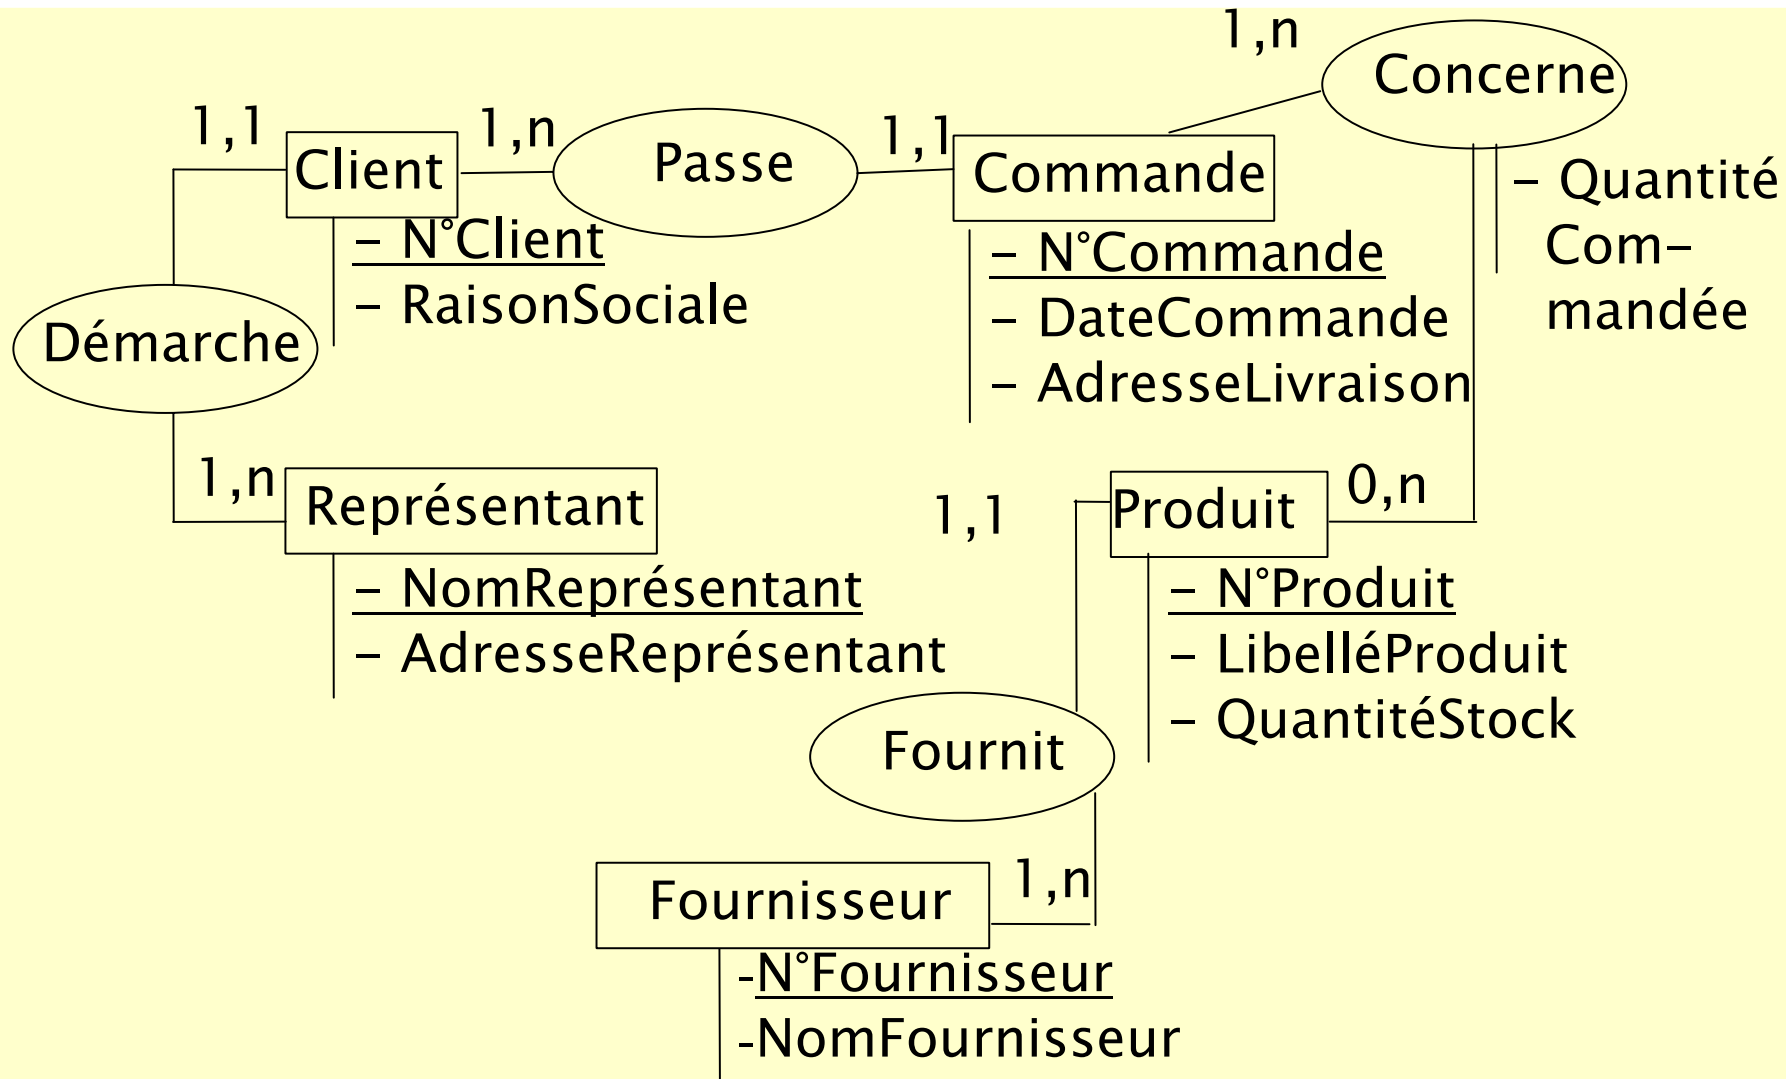 1,n
Concerne
1,1
Client
1,n
Passe
1,1
Commande
– Quantité
Com–
mandée
– N°Client
– RaisonSociale
– N°Commande
– DateCommande
– AdresseLivraison
Démarche
1,n
Représentant
– NomReprésentant
– AdresseReprésentant
1,1
Produit
0,n
– N°Produit
– LibelléProduit
– QuantitéStock
Fournit
Fournisseur
1,n
-N°Fournisseur
-NomFournisseur